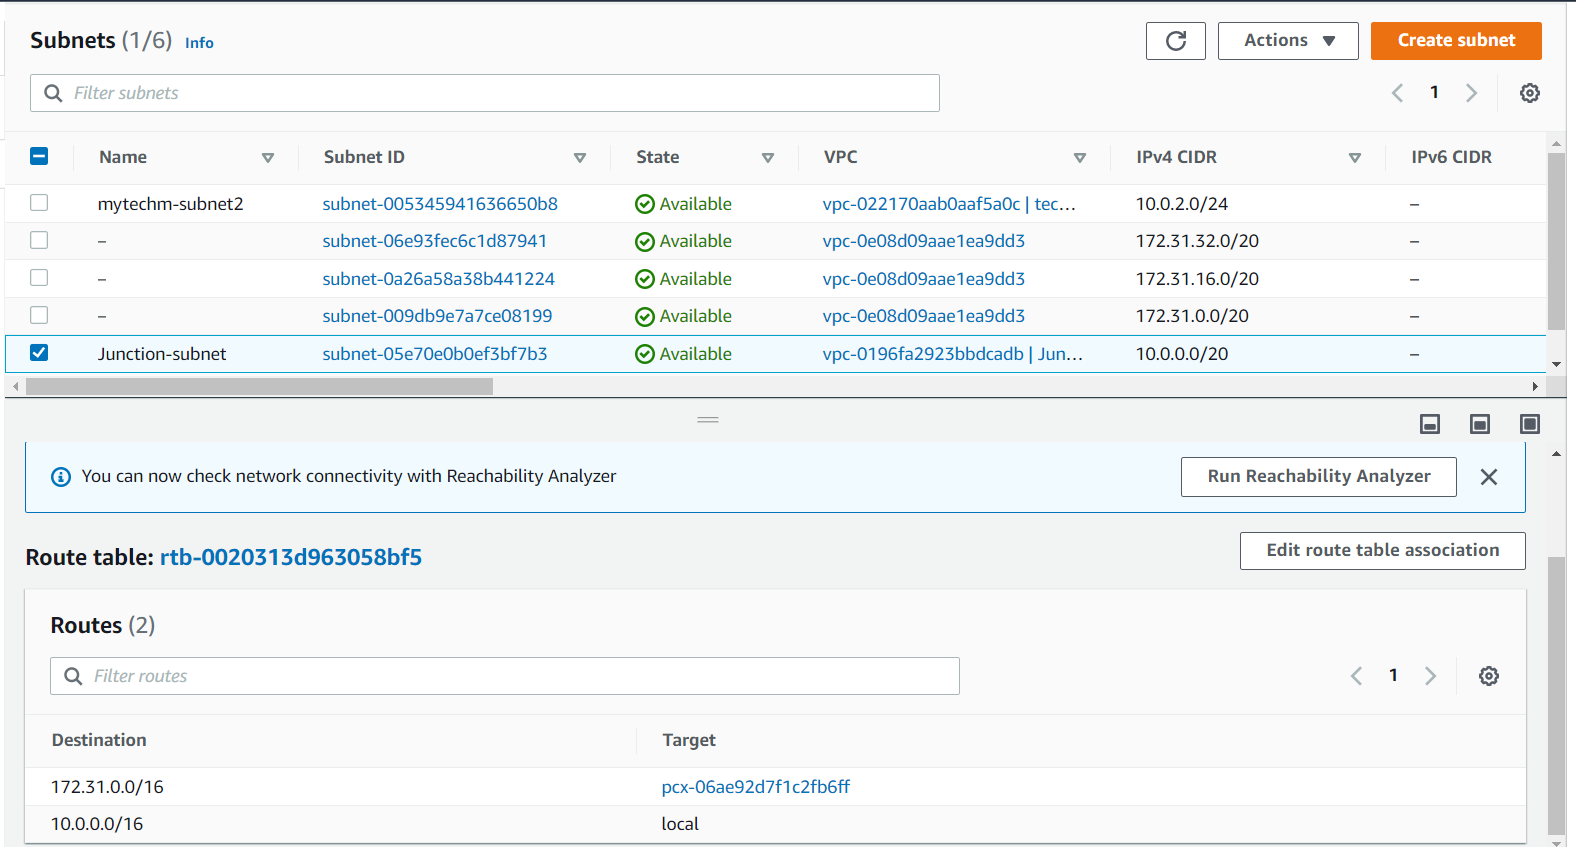 Subnets (1/6) Info
Actions
Create subnet
Filter subnets
1
Name Subnet ID State VPC IPv4 CIDR IPv6 CIDR
mytechm-subnet2 subnet-005345941636650b8 Available vpc-022170aab0aaf5a0c | tec... 10.0.2.0/24 –
– subnet-06e93fec6c1d87941 Available vpc-0e08d09aae1ea9dd3 172.31.32.0/20 –
– subnet-0a26a58a38b441224 Available vpc-0e08d09aae1ea9dd3 172.31.16.0/20 –
– subnet-009db9e7a7ce08199 Available vpc-0e08d09aae1ea9dd3 172.31.0.0/20 –
Junction-subnet subnet-05e70e0b0ef3bf7b3 Available vpc-0196fa2923bbdcadb | Jun... 10.0.0.0/20 –
You can now check network connectivity with Reachability Analyzer
Run Reachability Analyzer
Route table: rtb-0020313d963058bf5
Edit route table association
Routes (2)
Filter routes
1
Destination Target
172.31.0.0/16 pcx-06ae92d7f1c2fb6ff
10.0.0.0/16 local